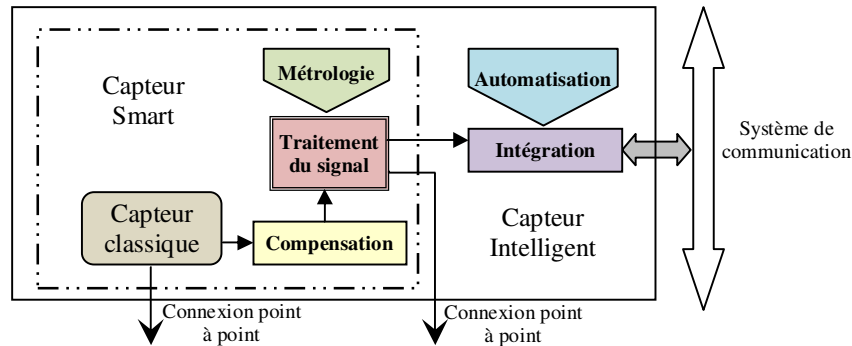 Capteur
Smart
Métrologie
Automatisation
Traitement
du signal
Intégration
Système de
communication
Capteur
classique
Compensation
Capteur
Intelligent
Connexion point
à point
Connexion point
à point